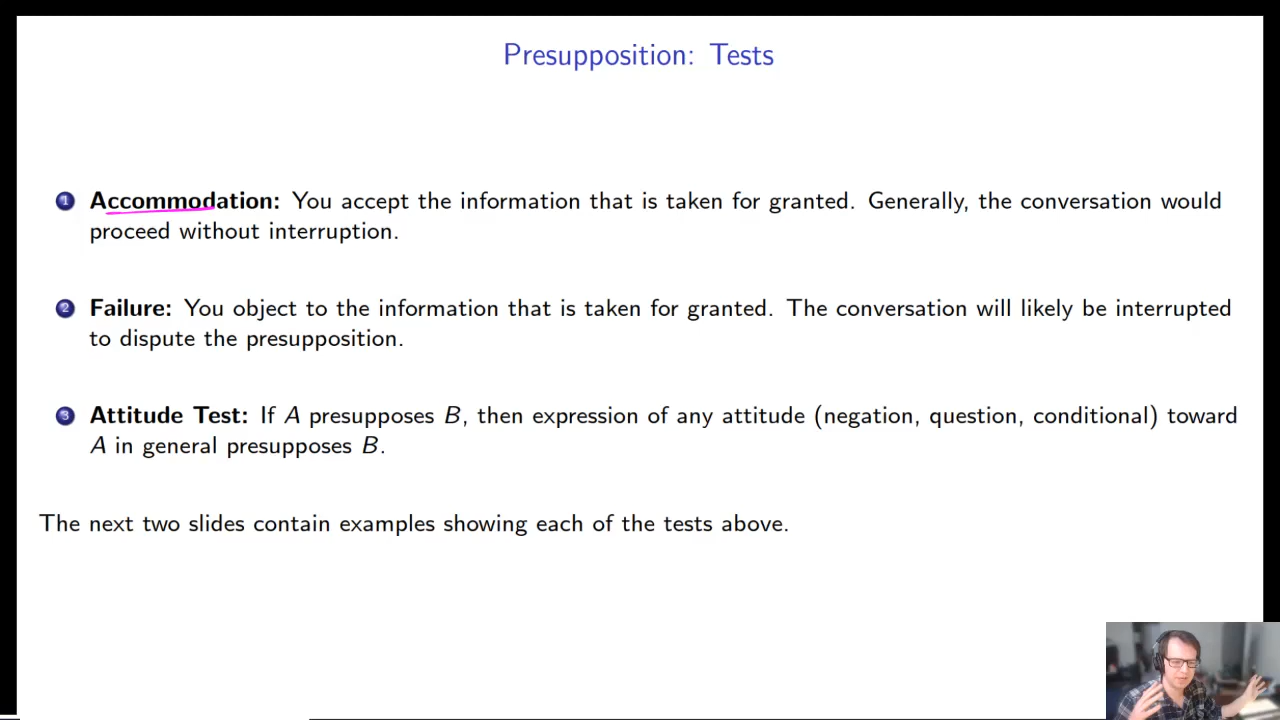 Presupposition: Tests
1 Accommodation: You accept the information that is taken for granted. Generally, the conversation would
proceed without interruption.
2 Failure: You object to the information that is taken for granted. The conversation will likely be interrupted
to dispute the presupposition.
3 Attitude Test: If A presupposes B, then expression of any attitude (negation, question, conditional) toward
A in general presupposes B.
The next two slides contain examples showing each of the tests above.